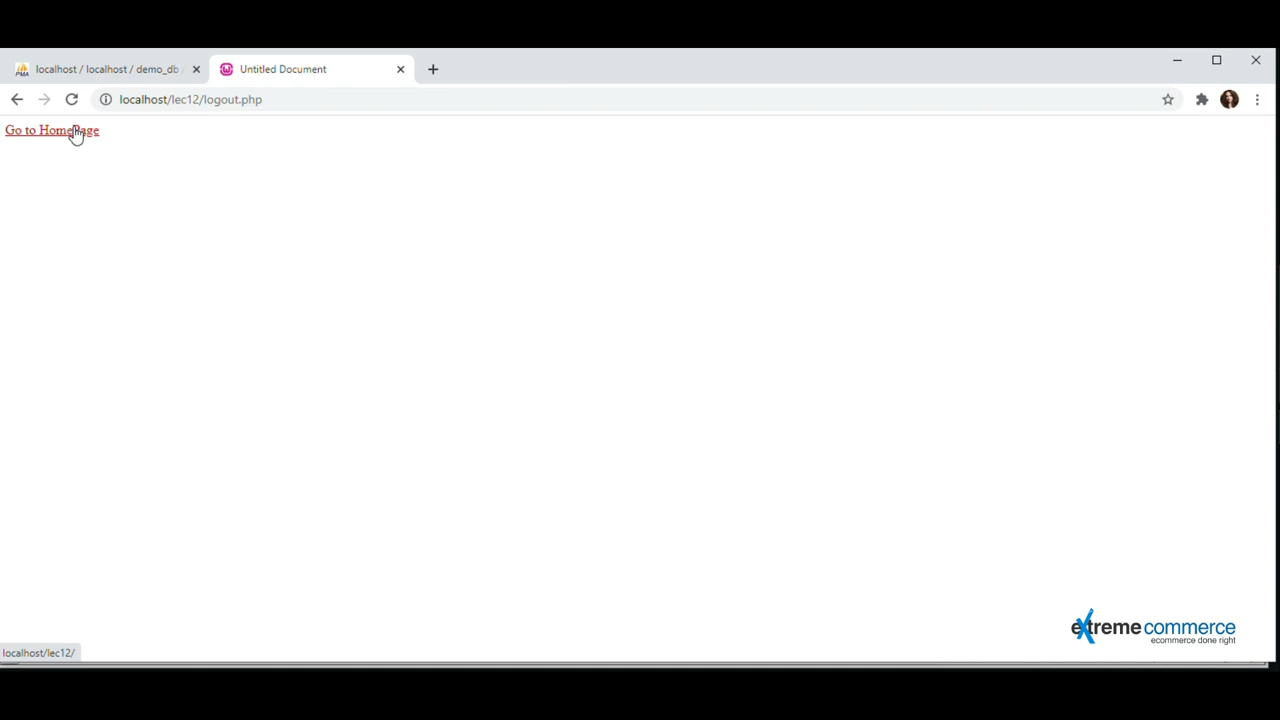 localhost / localhost / demo_db
Untitled Document
localhost/lec12/logout.php
Go to HomePage
extreme commerce
ecommerce done right
localhost/lec12/